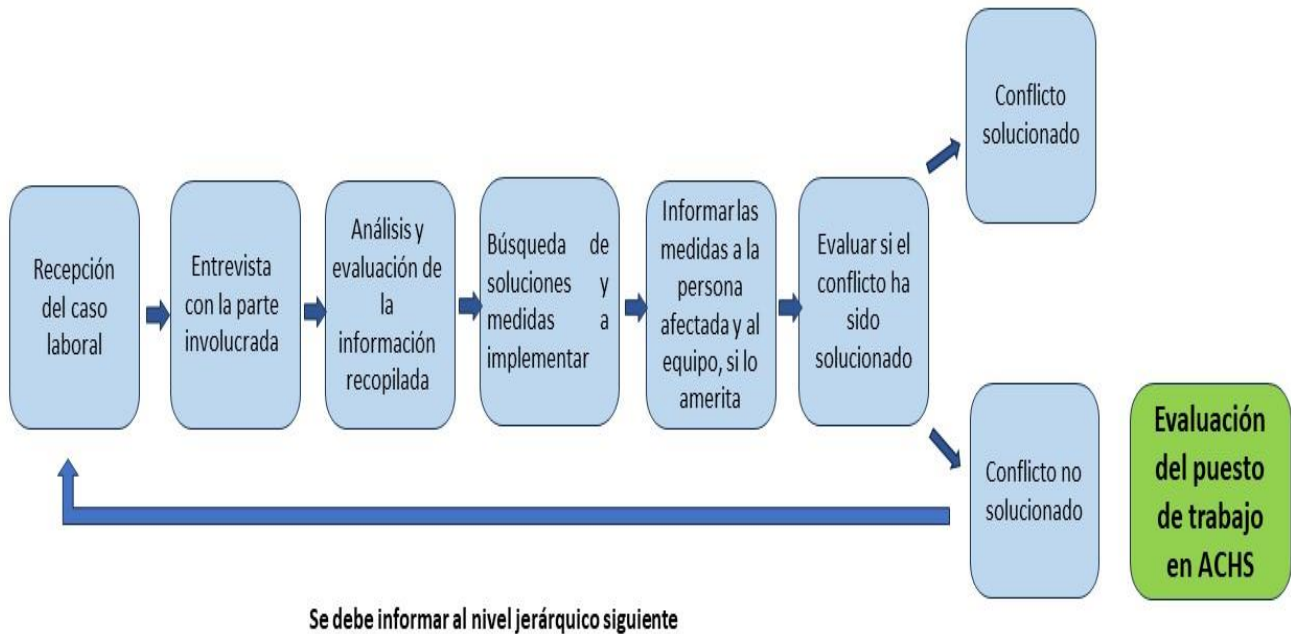 Recepción
del caso
laboral
Entrevista
con la parte
involucrada
Análisis y
evaluación de
la
información
recopilada
Búsqueda de
soluciones y
medidas a
implementar
Informar las
medidas a la
persona
afectada y al
equipo, si lo
amerita
Evaluar si el
conflicto ha
sido
solucionado
Conflicto
solucionado
Conflicto no
solucionado
Evaluación
del puesto
de trabajo
en ACHS
Se debe informar al nivel jerárquico siguiente